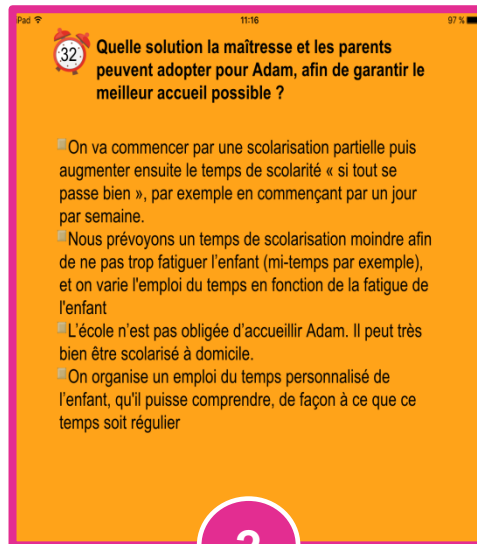 Pad 11:16 97 %
32 Quelle solution la maîtresse et les parents
peuvent adopter pour Adam, afin de garantir le
meilleur accueil possible ?
On va commencer par une scolarisation partielle puis
augmenter ensuite le temps de scolarité « si tout se
passe bien », par exemple en commençant par un jour
par semaine.
Nous prévoyons un temps de scolarisation moindre afin
de ne pas trop fatiguer l'enfant (mi-temps par exemple),
et on varie l'emploi du temps en fonction de la fatigue de
l'enfant
L'école n'est pas obligée d'accueillir Adam. Il peut très
bien être scolarisé à domicile.
On organise un emploi du temps personnalisé de
l'enfant, qu'il puisse comprendre, de façon à ce que ce
temps soit régulier